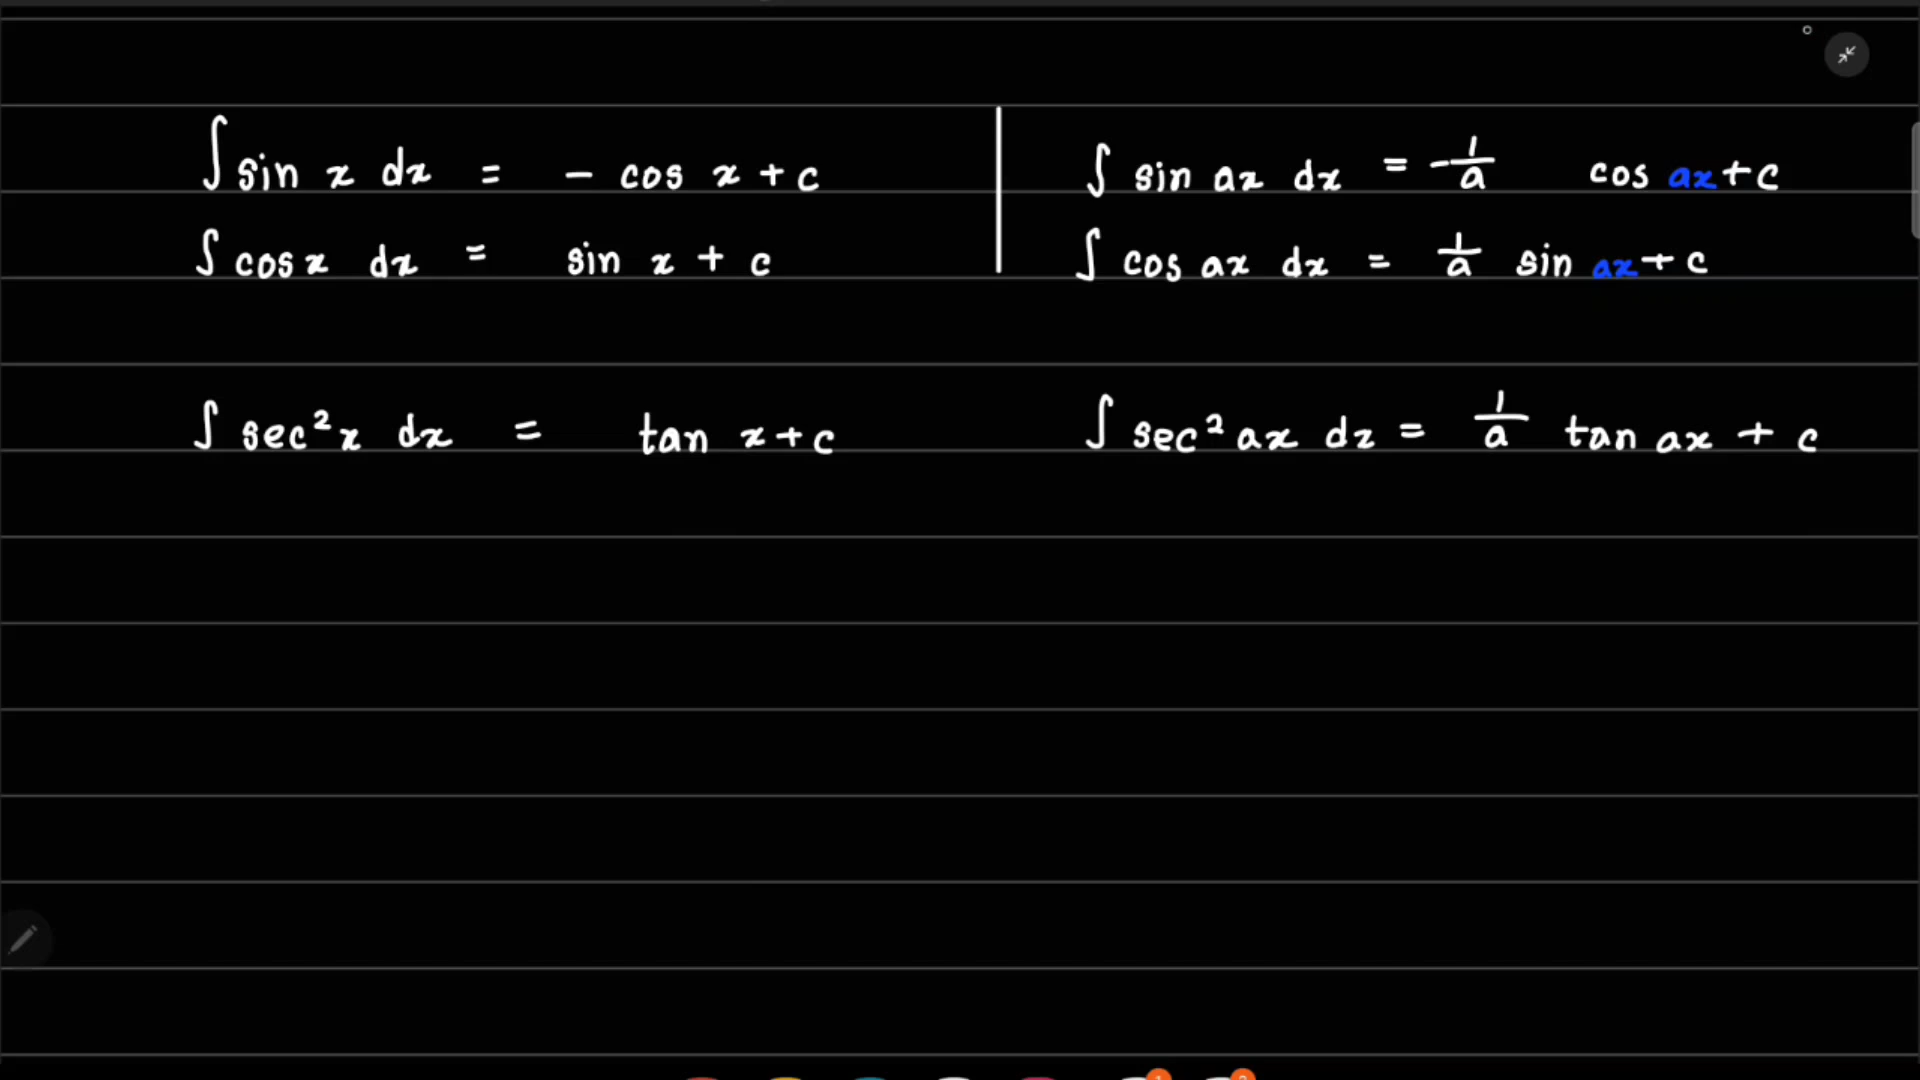 ∫ sin x dx = - cos x + c
∫ sin ax dx = -1/a cos ax + c
∫ cos x dx = sin x + c
∫ cos ax dx = 1/a sin ax + c
∫ sec² x dx = tan x + c
∫ sec² ax dx = 1/a tan ax + c